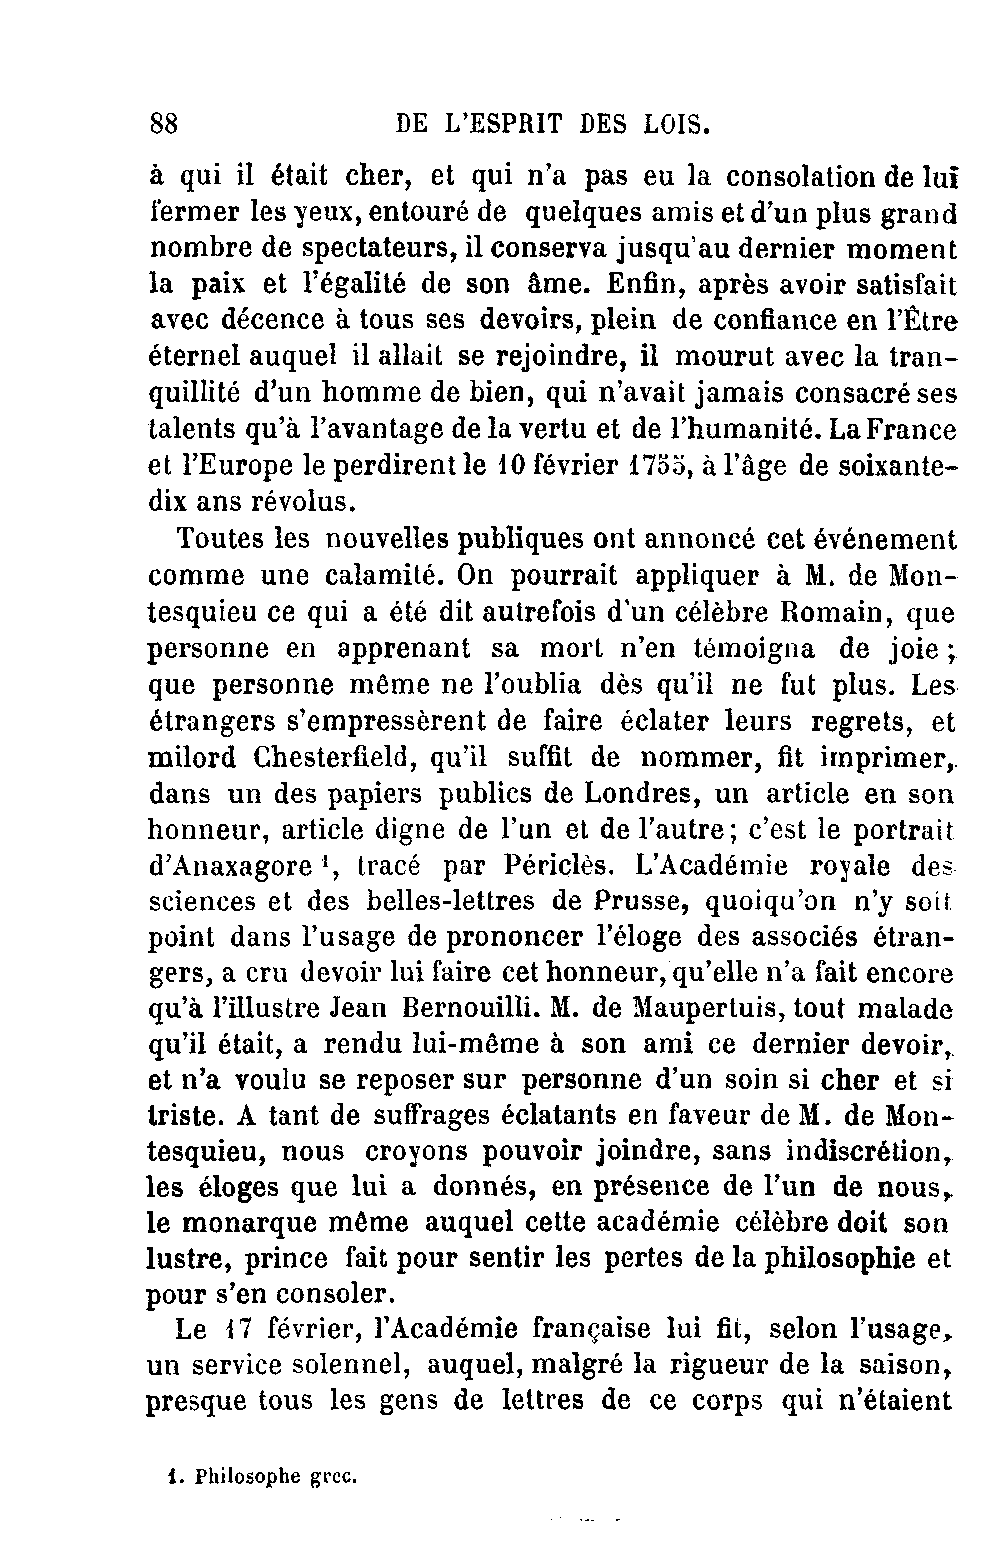 88 DE L'ESPRIT DES LOIS.
à qui il était cher, et qui n'a pas eu la consolation de lui
fermer les yeux, entouré de quelques amis et d'un plus grand
nombre de spectateurs, il conserva jusqu'au dernier moment
la paix et l'égalité de son âme. Enfin, après avoir satisfait
avec décence à tous ses devoirs, plein de confiance en l'Être
éternel auquel il allait se rejoindre, il mourut avec la tran-
quillité d'un homme de bien, qui n'avait jamais consacré ses
talents qu'à l'avantage de la vertu et de l'humanité. La France
et l'Europe le perdirent le 10 février 1755, à l'âge de soixante-
dix ans révolus.
Toutes les nouvelles publiques ont annoncé cet événement
comme une calamité. On pourrait appliquer à M. de Mon-
tesquieu ce qui a été dit autrefois d'un célèbre Romain, que
personne en apprenant sa mort n'en témoigna de joie ;
que personne même ne l'oublia dès qu'il ne fut plus. Les
étrangers s'empressèrent de faire éclater leurs regrets, et
milord Chesterfield, qu'il suffit de nommer, fit imprimer,
dans un des papiers publics de Londres, un article en son
honneur, article digne de l'un et de l'autre ; c'est le portrait
d'Anaxagore ¹, tracé par Périclès. L'Académie royale des
sciences et des belles-lettres de Prusse, quoiqu'on n'y soit
point dans l'usage de prononcer l'éloge des associés étran-
gers, a cru devoir lui faire cet honneur, qu'elle n'a fait encore
qu'à l'illustre Jean Bernouilli. M. de Maupertuis, tout malade
qu'il était, a rendu lui-même à son ami ce dernier devoir,
et n'a voulu se reposer sur personne d'un soin si cher et si
triste. A tant de suffrages éclatants en faveur de M. de Mon-
tesquieu, nous croyons pouvoir joindre, sans indiscrétion,
les éloges que lui a donnés, en présence de l'un de nous,
le monarque même auquel cette académie célèbre doit son
lustre, prince fait pour sentir les pertes de la philosophie et
pour s'en consoler.
Le 17 février, l'Académie française lui fit, selon l'usage,
un service solennel, auquel, malgré la rigueur de la saison,
presque tous les gens de lettres de ce corps qui n'étaient
1. Philosophe grec.